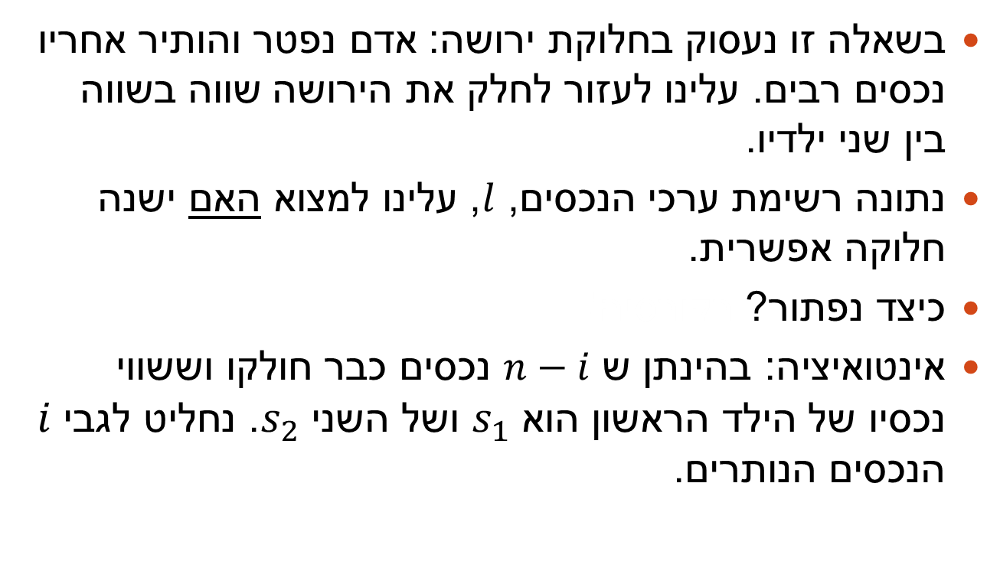 • בשאלה זו נעסוק בחלוקת ירושה: אדם נפטר והותיר אחריו
נכסים רבים. עלינו לעזור לחלק את הירושה שווה בשווה
בין שני ילדיו.
• נתונה רשימת ערכי הנכסים, l, עלינו למצוא האם ישנה
חלוקה אפשרית.
• כיצד נפתור?
• אינטואיציה: בהינתן ש n − i נכסים כבר חולקו וששווי
נכסיו של הילד הראשון הוא s₁ ושל השני s₂. נחליט לגבי i
הנכסים הנותרים.